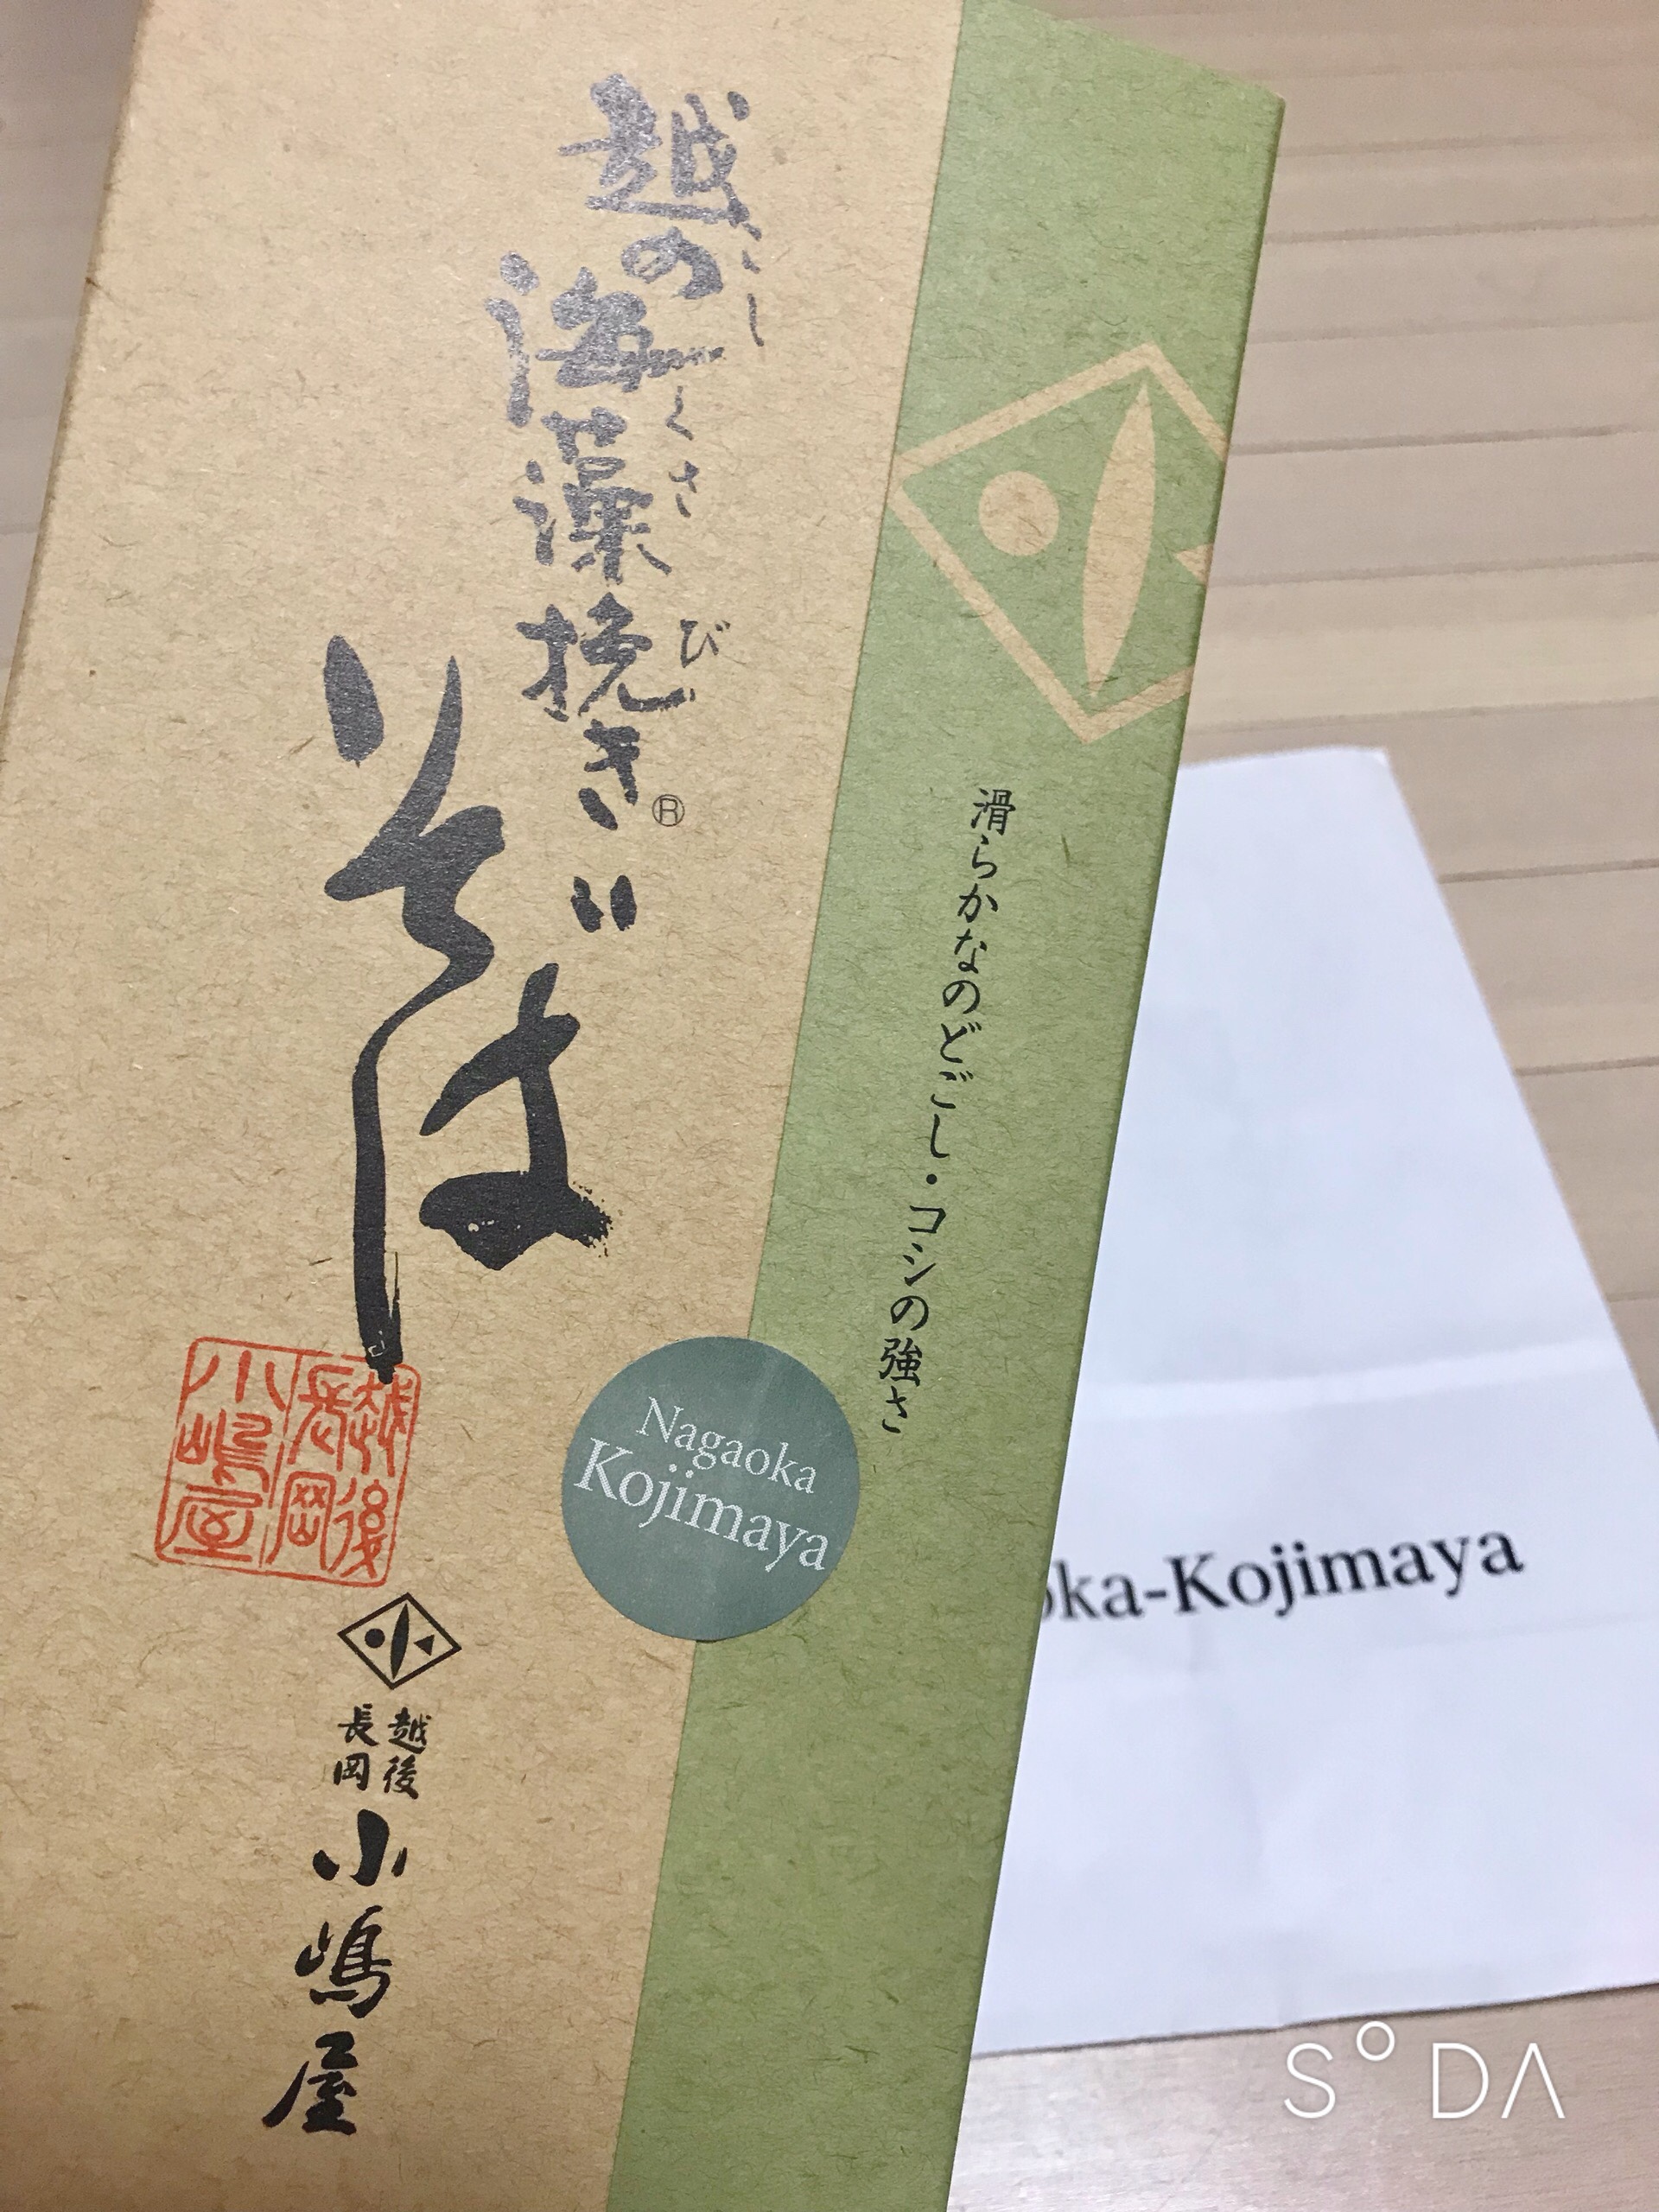 越の海藻挽き®
こし
くさ
び
そば
滑らかなのどごし・コシの強さ
越後
長岡
小嶋屋
Nagaoka
Kojimaya
越後
長岡
小嶋屋
oka-Kojimaya
SODA